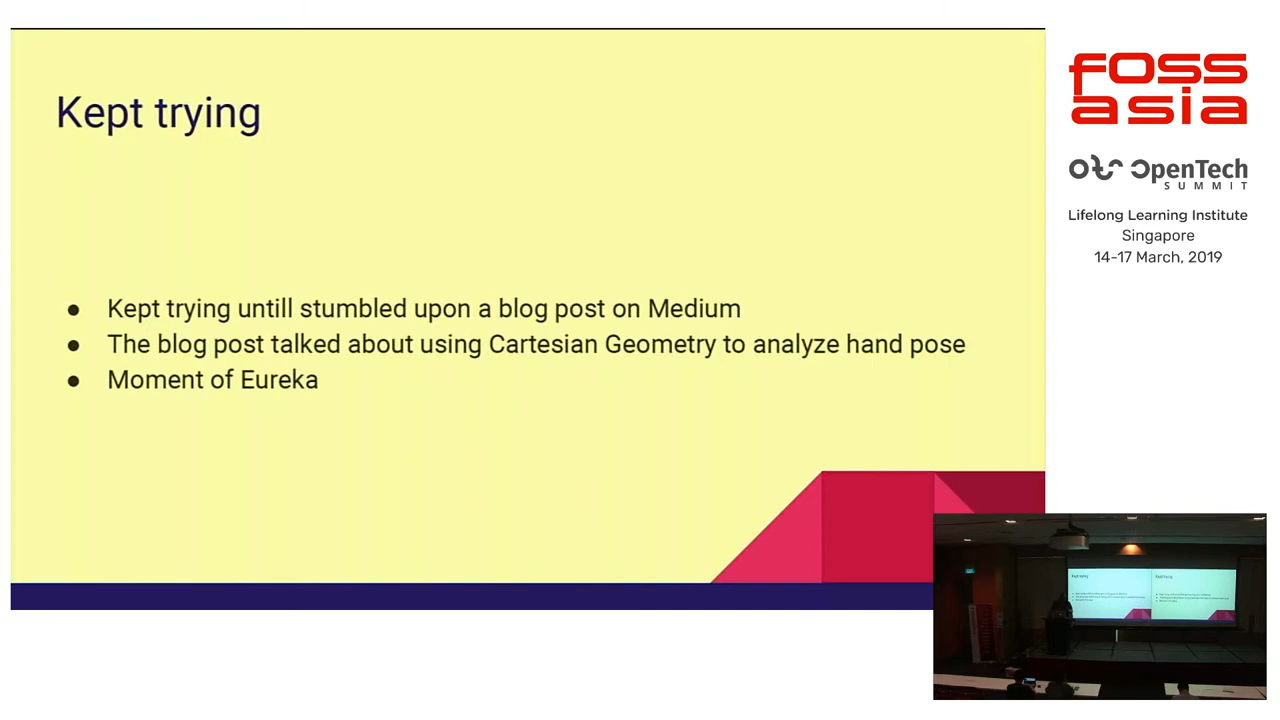 Kept trying
● Kept trying untill stumbled upon a blog post on Medium
● The blog post talked about using Cartesian Geometry to analyze hand pose
● Moment of Eureka
foss
asia
OpenTech
SUMMIT
Lifelong Learning Institute
Singapore
14-17 March, 2019